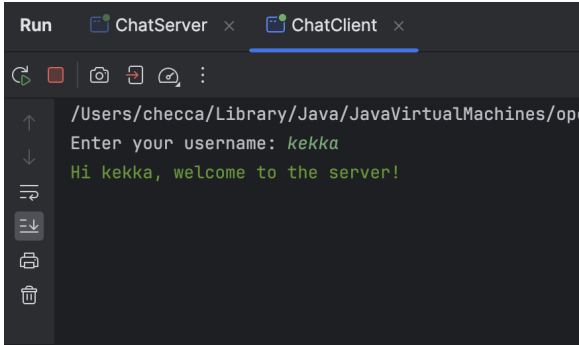 Run ChatServer ChatClient
/Users/checca/Library/Java/JavaVirtualMachines/ope
Enter your username: kekka
Hi kekka, welcome to the server!